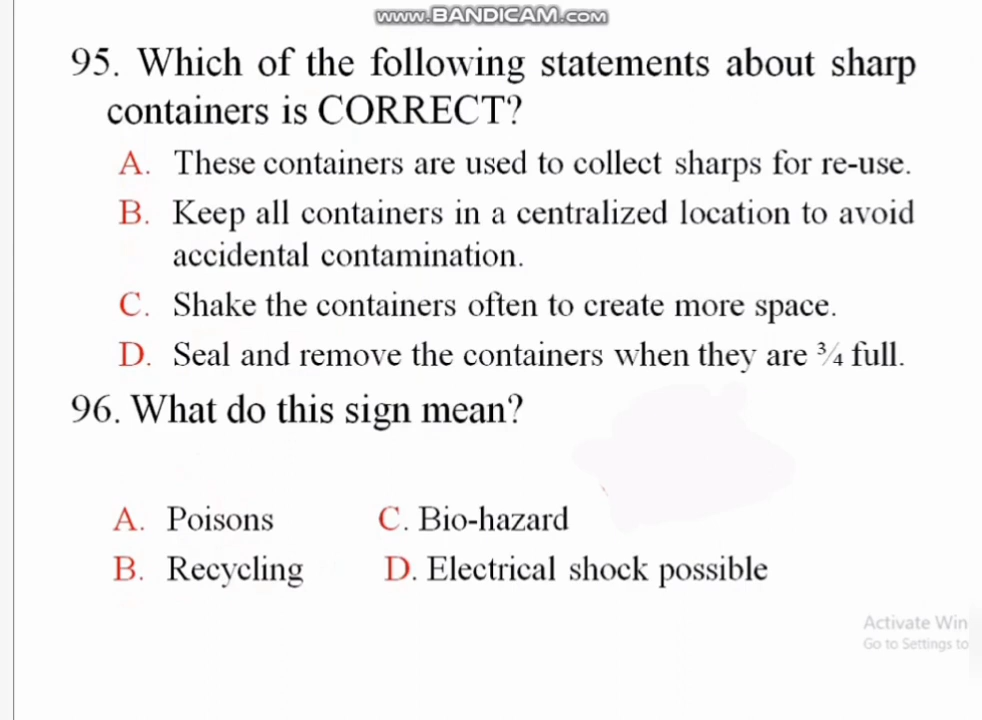 www.BANDICAM.com
95. Which of the following statements about sharp
containers is CORRECT?
A. These containers are used to collect sharps for re-use.
B. Keep all containers in a centralized location to avoid
accidental contamination.
C. Shake the containers often to create more space.
D. Seal and remove the containers when they are ¾ full.
96. What do this sign mean?
A. Poisons C. Bio-hazard
B. Recycling D. Electrical shock possible
Activate Win
Go to Settings to